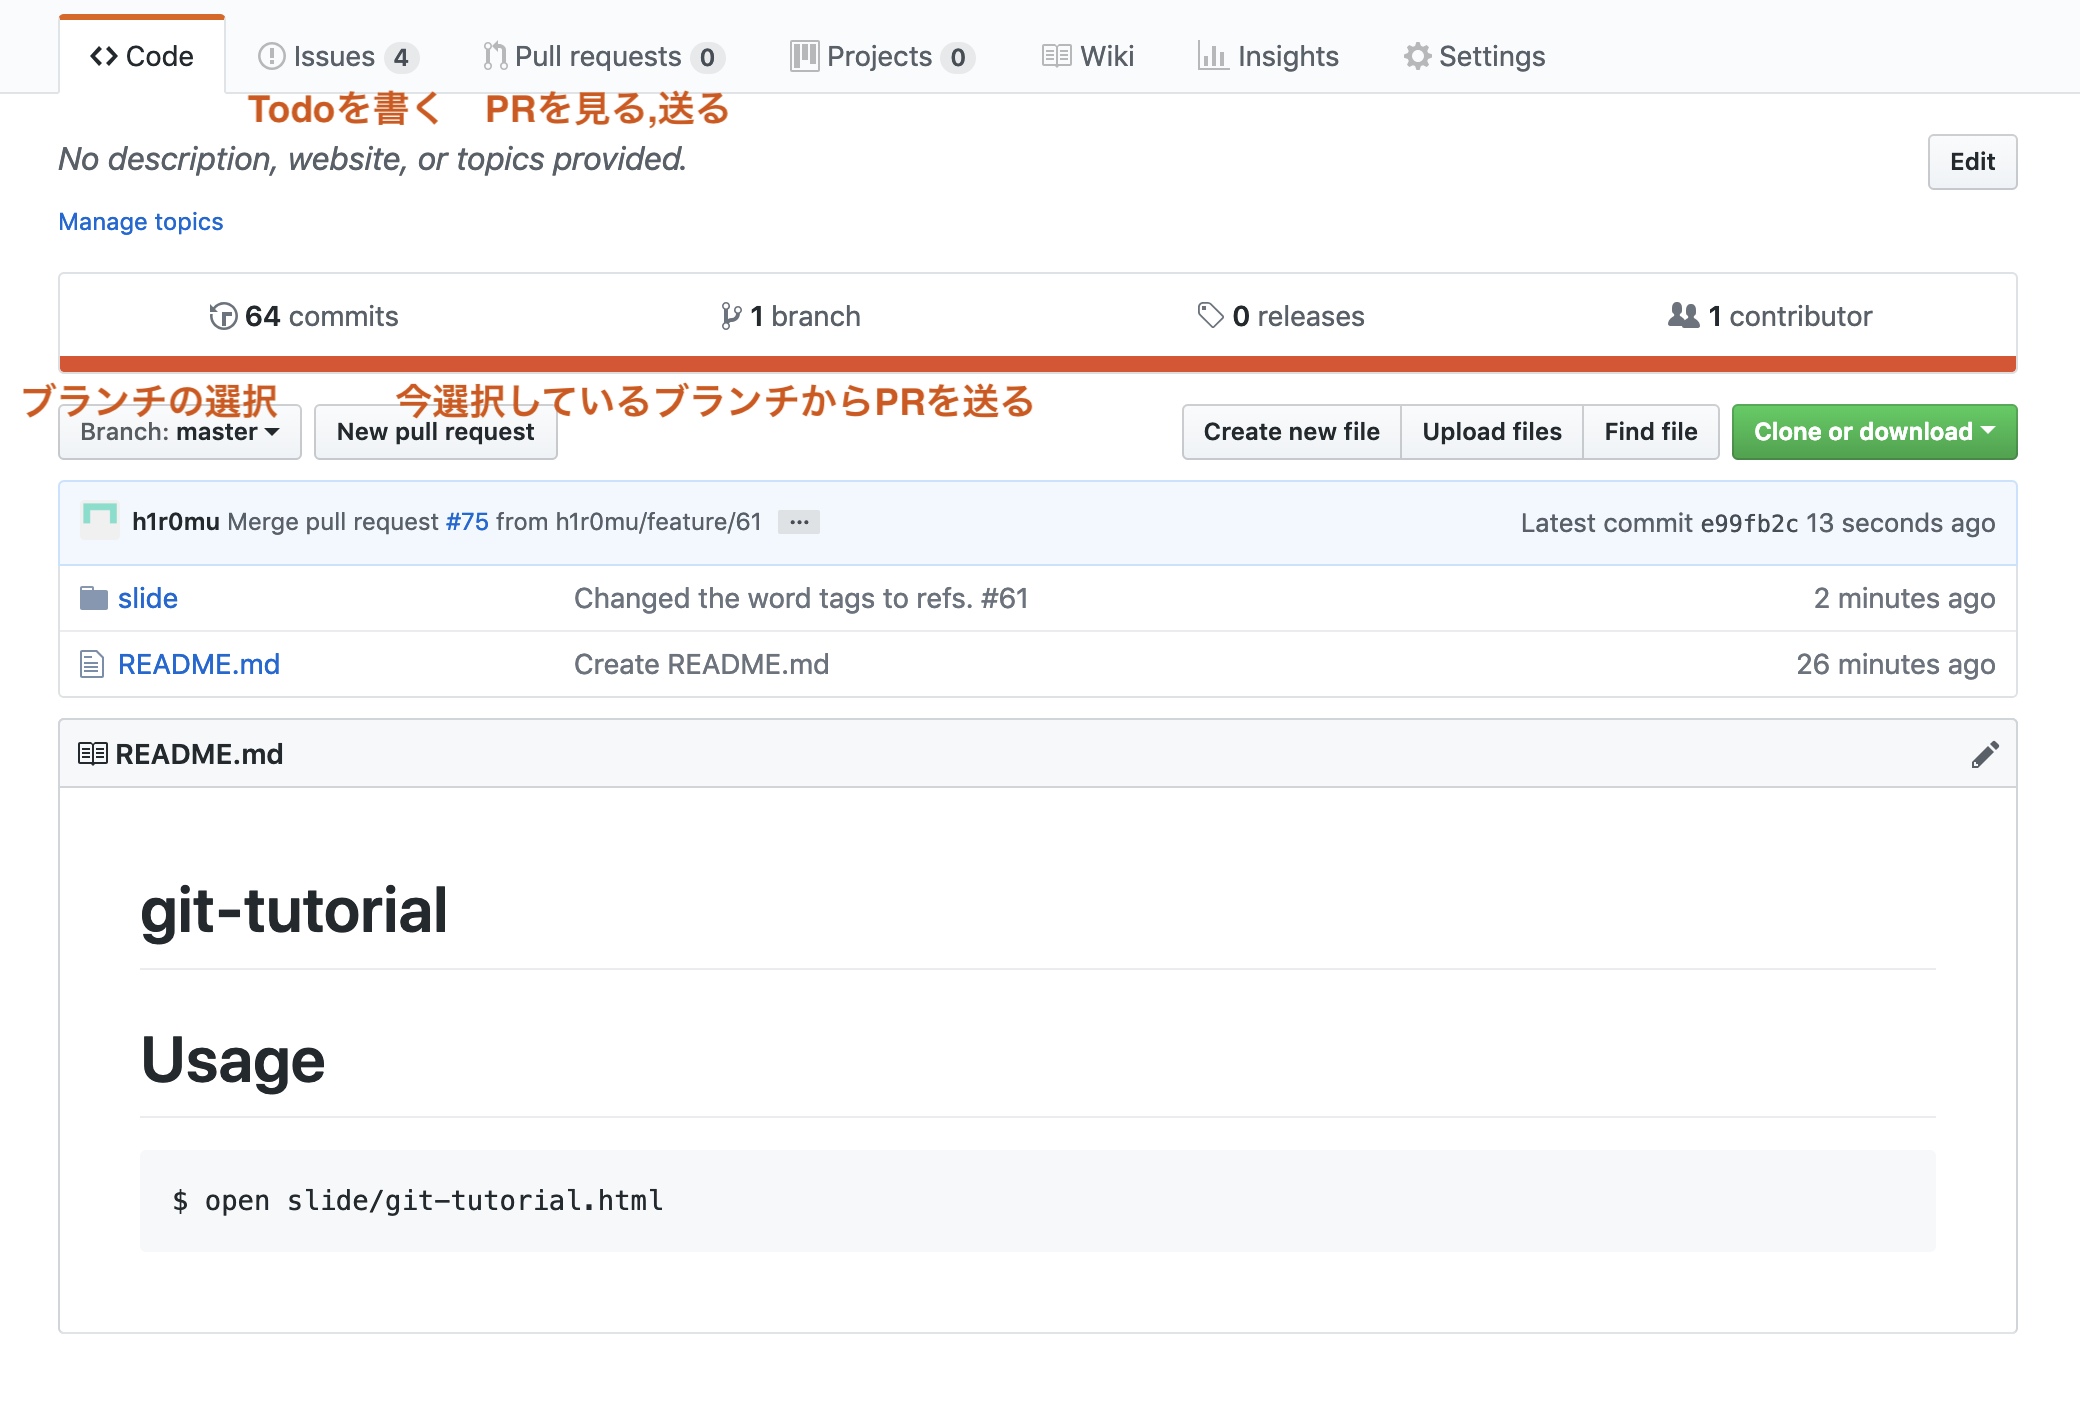 Code Issues 4 Pull requests 0 Projects 0 Wiki Insights Settings
Todoを書く PRを見る,送る
No description, website, or topics provided. Edit
Manage topics
64 commits 1 branch 0 releases 1 contributor
ブランチの選択 今選択しているブランチからPRを送る
Branch: master New pull request Create new file Upload files Find file Clone or download
h1r0mu Merge pull request #75 from h1r0mu/feature/61 ... Latest commit e99fb2c 13 seconds ago
slide Changed the word tags to refs. #61 2 minutes ago
README.md Create README.md 26 minutes ago
README.md
git-tutorial
Usage
$ open slide/git-tutorial.html